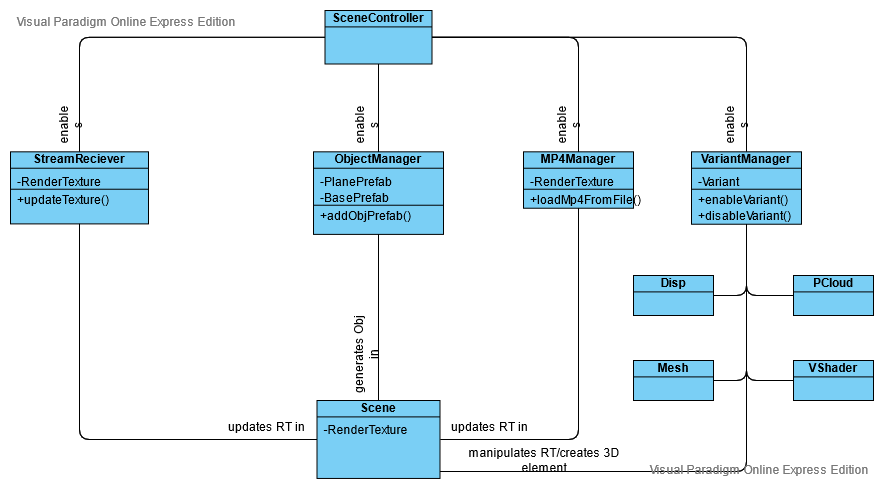 Visual Paradigm Online Express Edition
SceneController
enable
s
enable
s
enable
s
enable
s
StreamReciever
-RenderTexture
+updateTexture()
ObjectManager
-PlanePrefab
-BasePrefab
+addObjPrefab()
MP4Manager
-RenderTexture
+loadMp4FromFile()
VariantManager
-Variant
+enableVariant()
+disableVariant()
Disp
PCloud
Mesh
VShader
generates Obj
in
Scene
-RenderTexture
updates RT in
updates RT in
manipulates RT/creates 3D
element
Visual Paradigm Online Express Edition